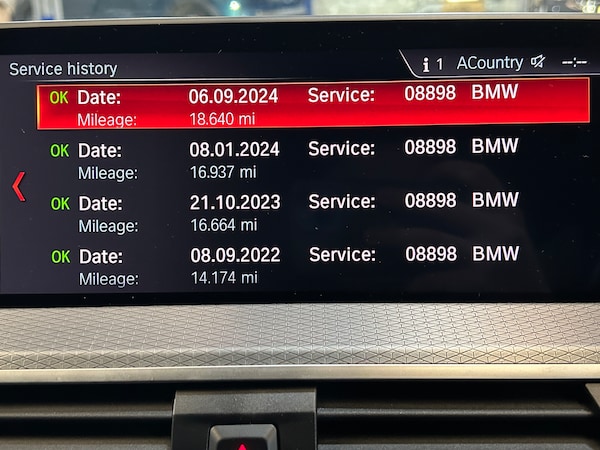 Service history
i 1 ACountry --:--
OK Date: 06.09.2024 Service: 08898 BMW
Mileage: 18.640 mi
OK Date: 08.01.2024 Service: 08898 BMW
Mileage: 16.937 mi
OK Date: 21.10.2023 Service: 08898 BMW
Mileage: 16.664 mi
OK Date: 08.09.2022 Service: 08898 BMW
Mileage: 14.174 mi